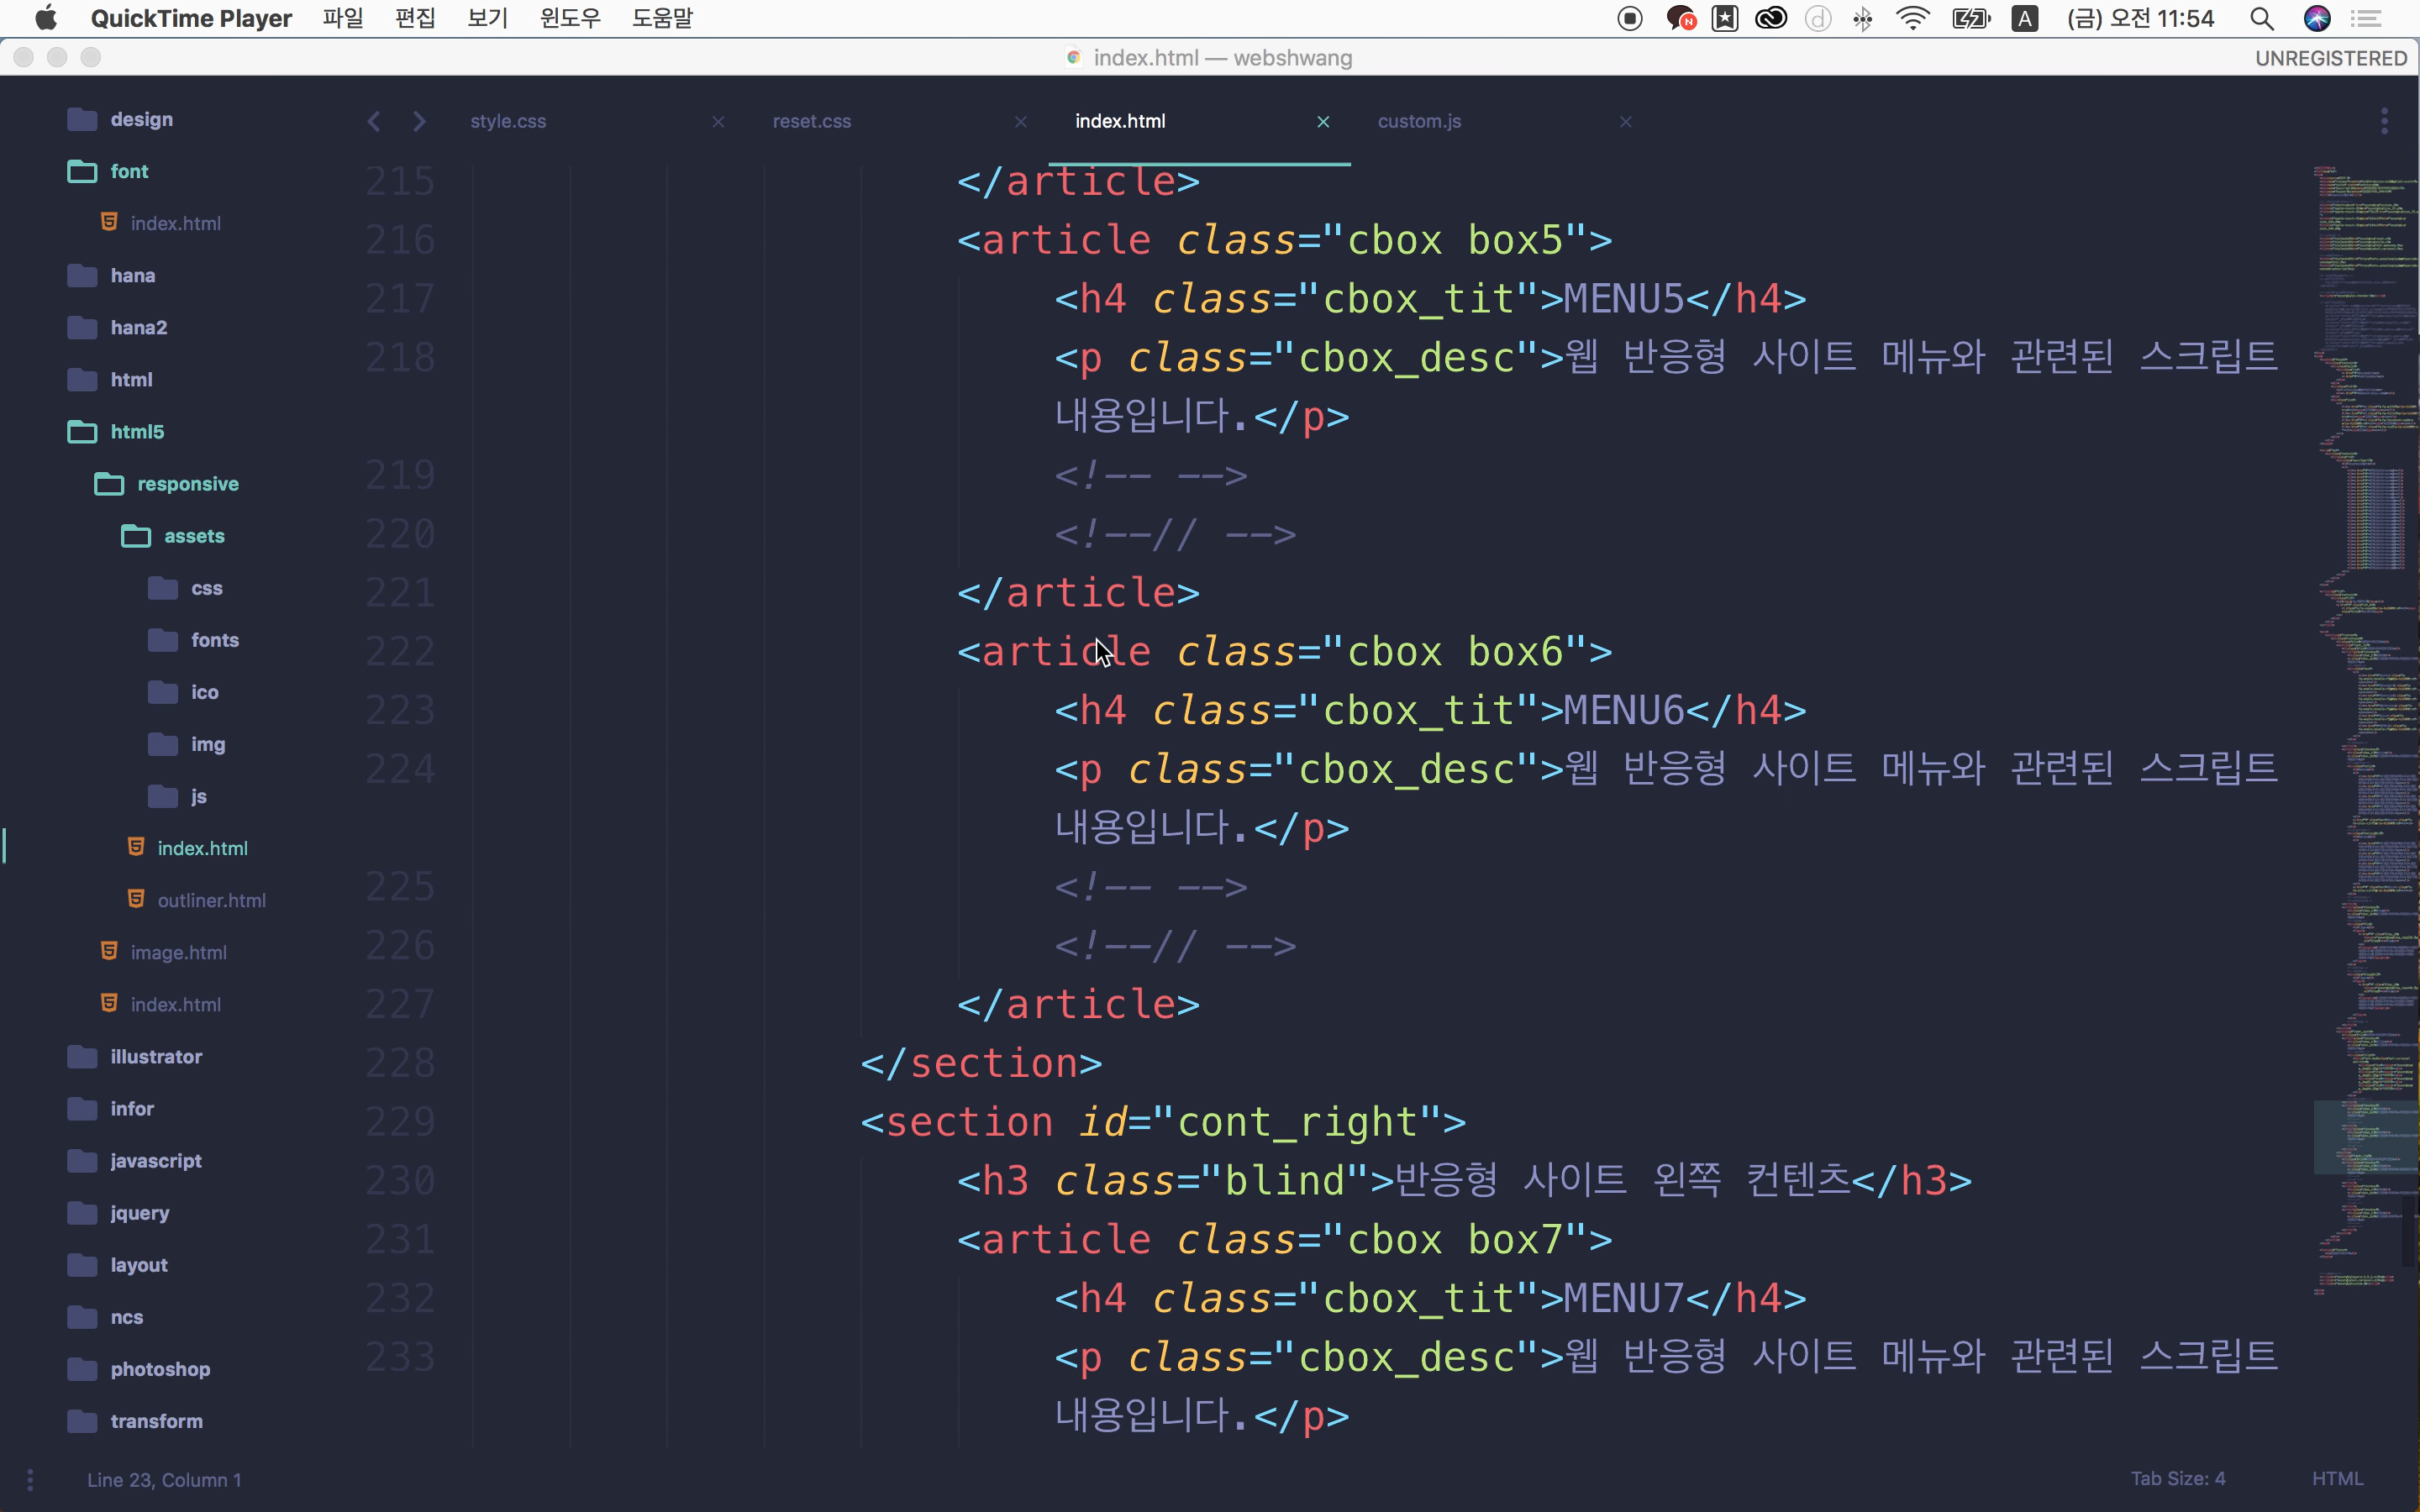 QuickTime Player 파일 편집 보기 윈도우 도움말 N d A (금) 오전 11:54
index.html — webshwang UNREGISTERED
design
font
index.html
hana
hana2
html
html5
responsive
assets
css
fonts
ico
img
js
index.html
outliner.html
image.html
index.html
illustrator
infor
javascript
jquery
layout
ncs
photoshop
transform
style.css × reset.css × index.html × custom.js ×
215 </article>
216 <article class="cbox box5">
217 <h4 class="cbox_tit">MENU5</h4>
218 <p class="cbox_desc">웹 반응형 사이트 메뉴와 관련된 스크립트
내용입니다.</p>
219 <!-- -->
220 <!--// -->
221 </article>
222 <article class="cbox box6">
223 <h4 class="cbox_tit">MENU6</h4>
224 <p class="cbox_desc">웹 반응형 사이트 메뉴와 관련된 스크립트
내용입니다.</p>
225 <!-- -->
226 <!--// -->
227 </article>
228 </section>
229 <section id="cont_right">
230 <h3 class="blind">반응형 사이트 왼쪽 컨텐츠</h3>
231 <article class="cbox box7">
232 <h4 class="cbox_tit">MENU7</h4>
233 <p class="cbox_desc">웹 반응형 사이트 메뉴와 관련된 스크립트
내용입니다.</p>
Line 23, Column 1 Tab Size: 4 HTML